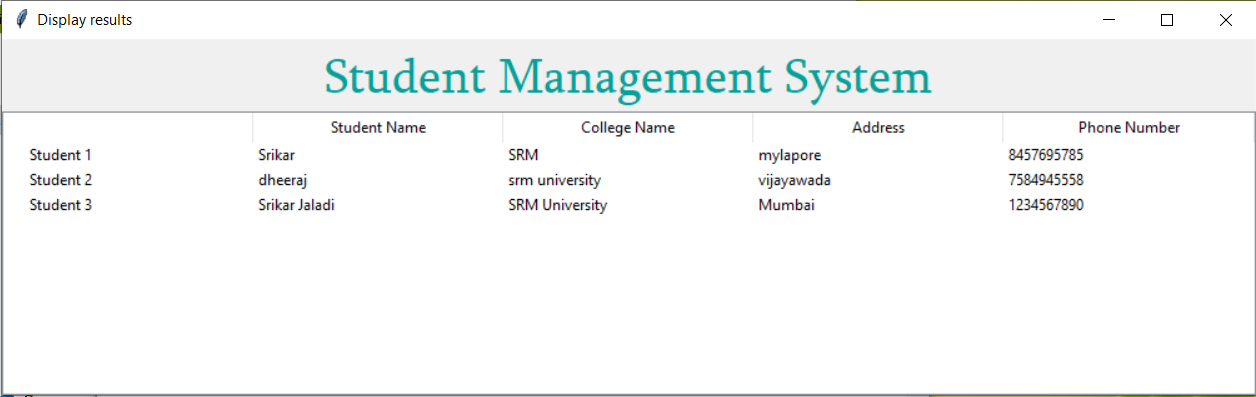 Display results
Student Management System
Student Name College Name Address Phone Number
Student 1 Srikar SRM mylapore 8457695785
Student 2 dheeraj srm university vijayawada 7584945558
Student 3 Srikar Jaladi SRM University Mumbai 1234567890